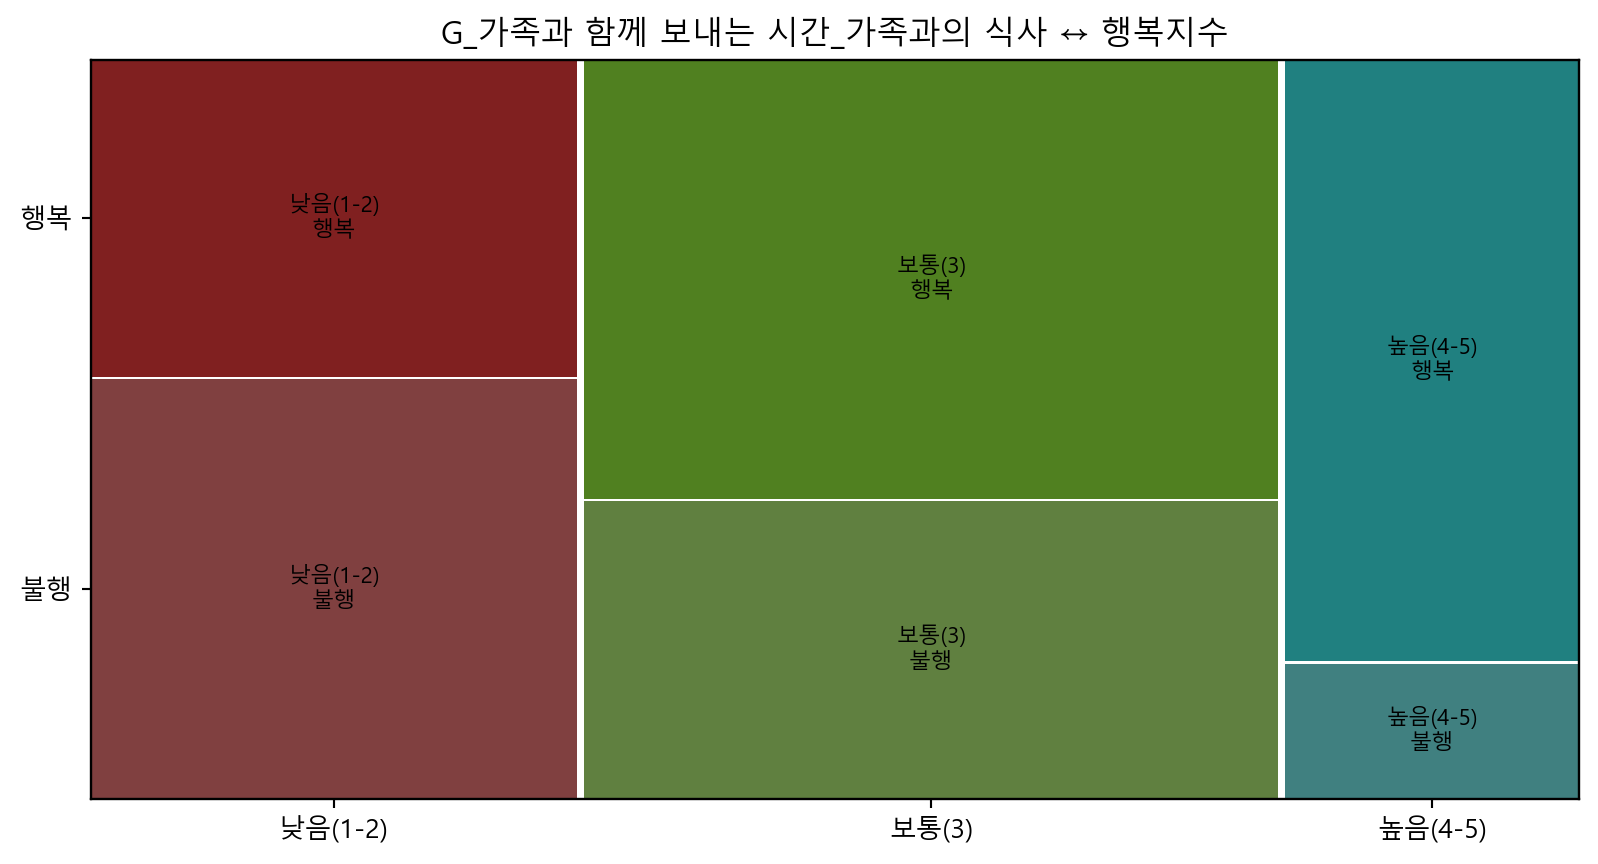 G_가족과 함께 보내는 시간_가족과의 식사 ↔ 행복지수
행복
불행
낮음(1-2)
행복
낮음(1-2)
불행
보통(3)
행복
보통(3)
불행
높음(4-5)
행복
높음(4-5)
불행
낮음(1-2)
보통(3)
높음(4-5)